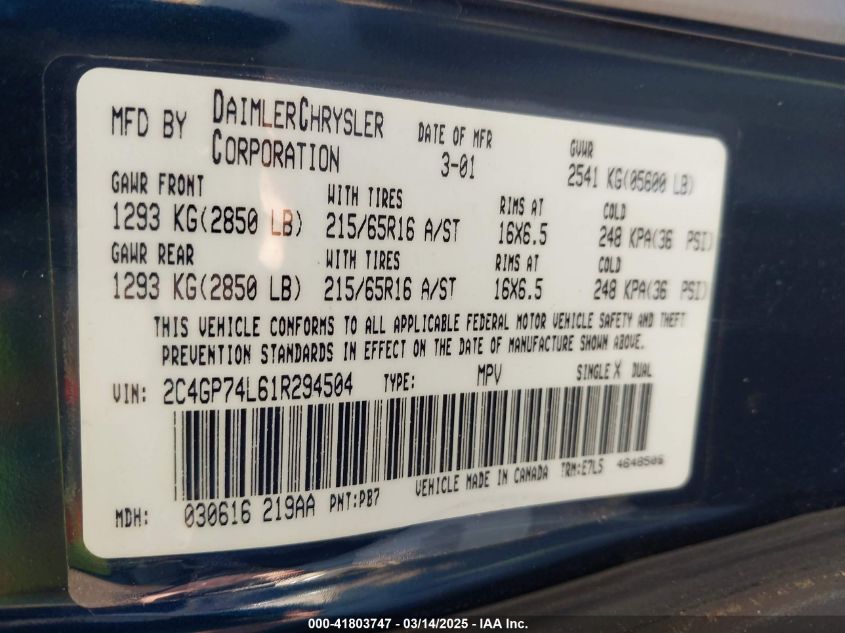 MFD BY DAIMLERCHRYSLER CORPORATION DATE OF MFR 3-01 GVWR 2541 KG(05600 LB)
GAWR FRONT WITH TIRES RIMS AT COLD
1293 KG(2850 LB) 215/65R16 A/ST 16X6.5 248 KPA(36 PSI)
GAWR REAR WITH TIRES RIMS AT COLD
1293 KG(2850 LB) 215/65R16 A/ST 16X6.5 248 KPA(36 PSI)
THIS VEHICLE CONFORMS TO ALL APPLICABLE FEDERAL MOTOR VEHICLE SAFETY AND THEFT
PREVENTION STANDARDS IN EFFECT ON THE DATE OF MANUFACTURE SHOWN ABOVE.
VIN: 2C4GP74L61R294504 TYPE: MPV SINGLE X DUAL
MDH: 030616 219AA PNT:PB7 VEHICLE MADE IN CANADA TRM:E7L5 4648505
000-41803747 - 03/14/2025 - IAA Inc.